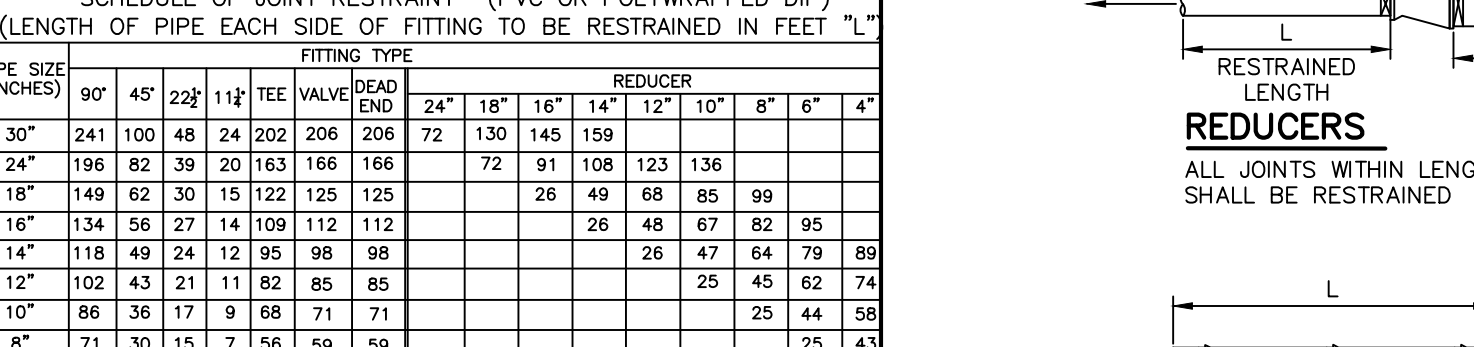 SCHEDULE OF JOINT RESTRAINT (PVC OR POLYWRAPPED DIP)
(LENGTH OF PIPE EACH SIDE OF FITTING TO BE RESTRAINED IN FEET "L")
FITTING TYPE
PE SIZE
NCHES)
90° 45° 22½° 11¼° TEE VALVE DEAD END REDUCER
24" 18" 16" 14" 12" 10" 8" 6" 4"
30" 241 100 48 24 202 206 206 72 130 145 159
24" 196 82 39 20 163 166 166 72 91 108 123 136
18" 149 62 30 15 122 125 125 26 49 68 85 99
16" 134 56 27 14 109 112 112 26 48 67 82 95
14" 118 49 24 12 95 98 98 26 47 64 79 89
12" 102 43 21 11 82 85 85 25 45 62 74
10" 86 36 17 9 68 71 71 25 44 58
8" 71 30 15 7 56 59 59 25 43
L
RESTRAINED
LENGTH
REDUCERS
ALL JOINTS WITHIN LENG
SHALL BE RESTRAINED
L